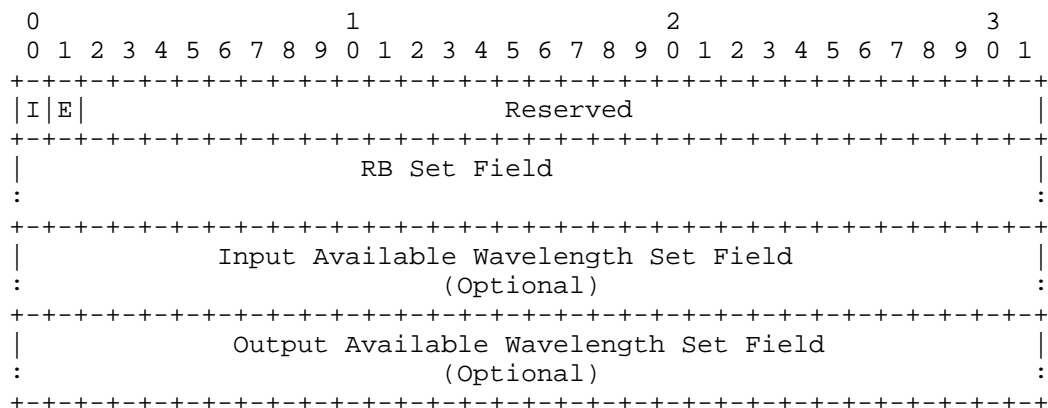 0                   1                   2                   3
 0 1 2 3 4 5 6 7 8 9 0 1 2 3 4 5 6 7 8 9 0 1 2 3 4 5 6 7 8 9 0 1
+-+-+-+-+-+-+-+-+-+-+-+-+-+-+-+-+-+-+-+-+-+-+-+-+-+-+-+-+-+-+-+-+
|I|E|                          Reserved                         |
+-+-+-+-+-+-+-+-+-+-+-+-+-+-+-+-+-+-+-+-+-+-+-+-+-+-+-+-+-+-+-+-+
|                     RB Set Field                              |
:                                                               :
+-+-+-+-+-+-+-+-+-+-+-+-+-+-+-+-+-+-+-+-+-+-+-+-+-+-+-+-+-+-+-+-+
|            Input Available Wavelength Set Field               |
:                          (Optional)                           :
+-+-+-+-+-+-+-+-+-+-+-+-+-+-+-+-+-+-+-+-+-+-+-+-+-+-+-+-+-+-+-+-+
|             Output Available Wavelength Set Field             |
:                          (Optional)                           :
+-+-+-+-+-+-+-+-+-+-+-+-+-+-+-+-+-+-+-+-+-+-+-+-+-+-+-+-+-+-+-+-+